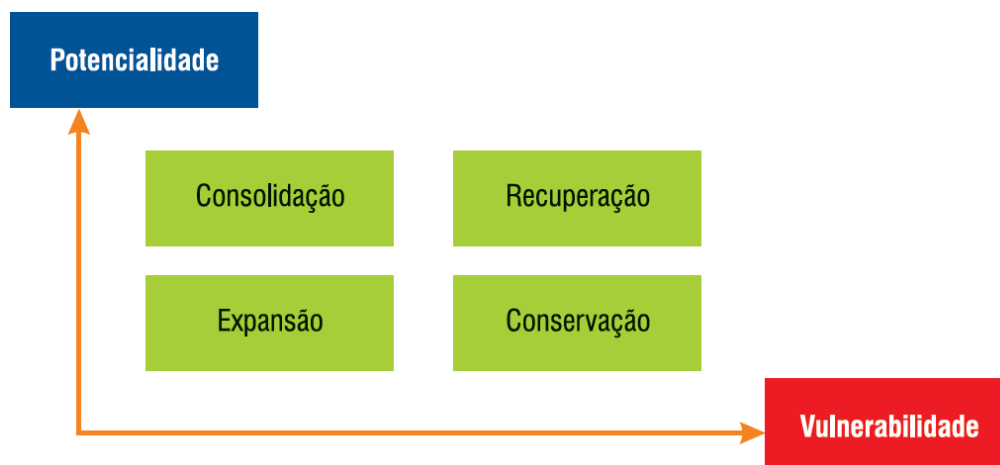 Potencialidade
Consolidação
Recuperação
Expansão
Conservação
Vulnerabilidade